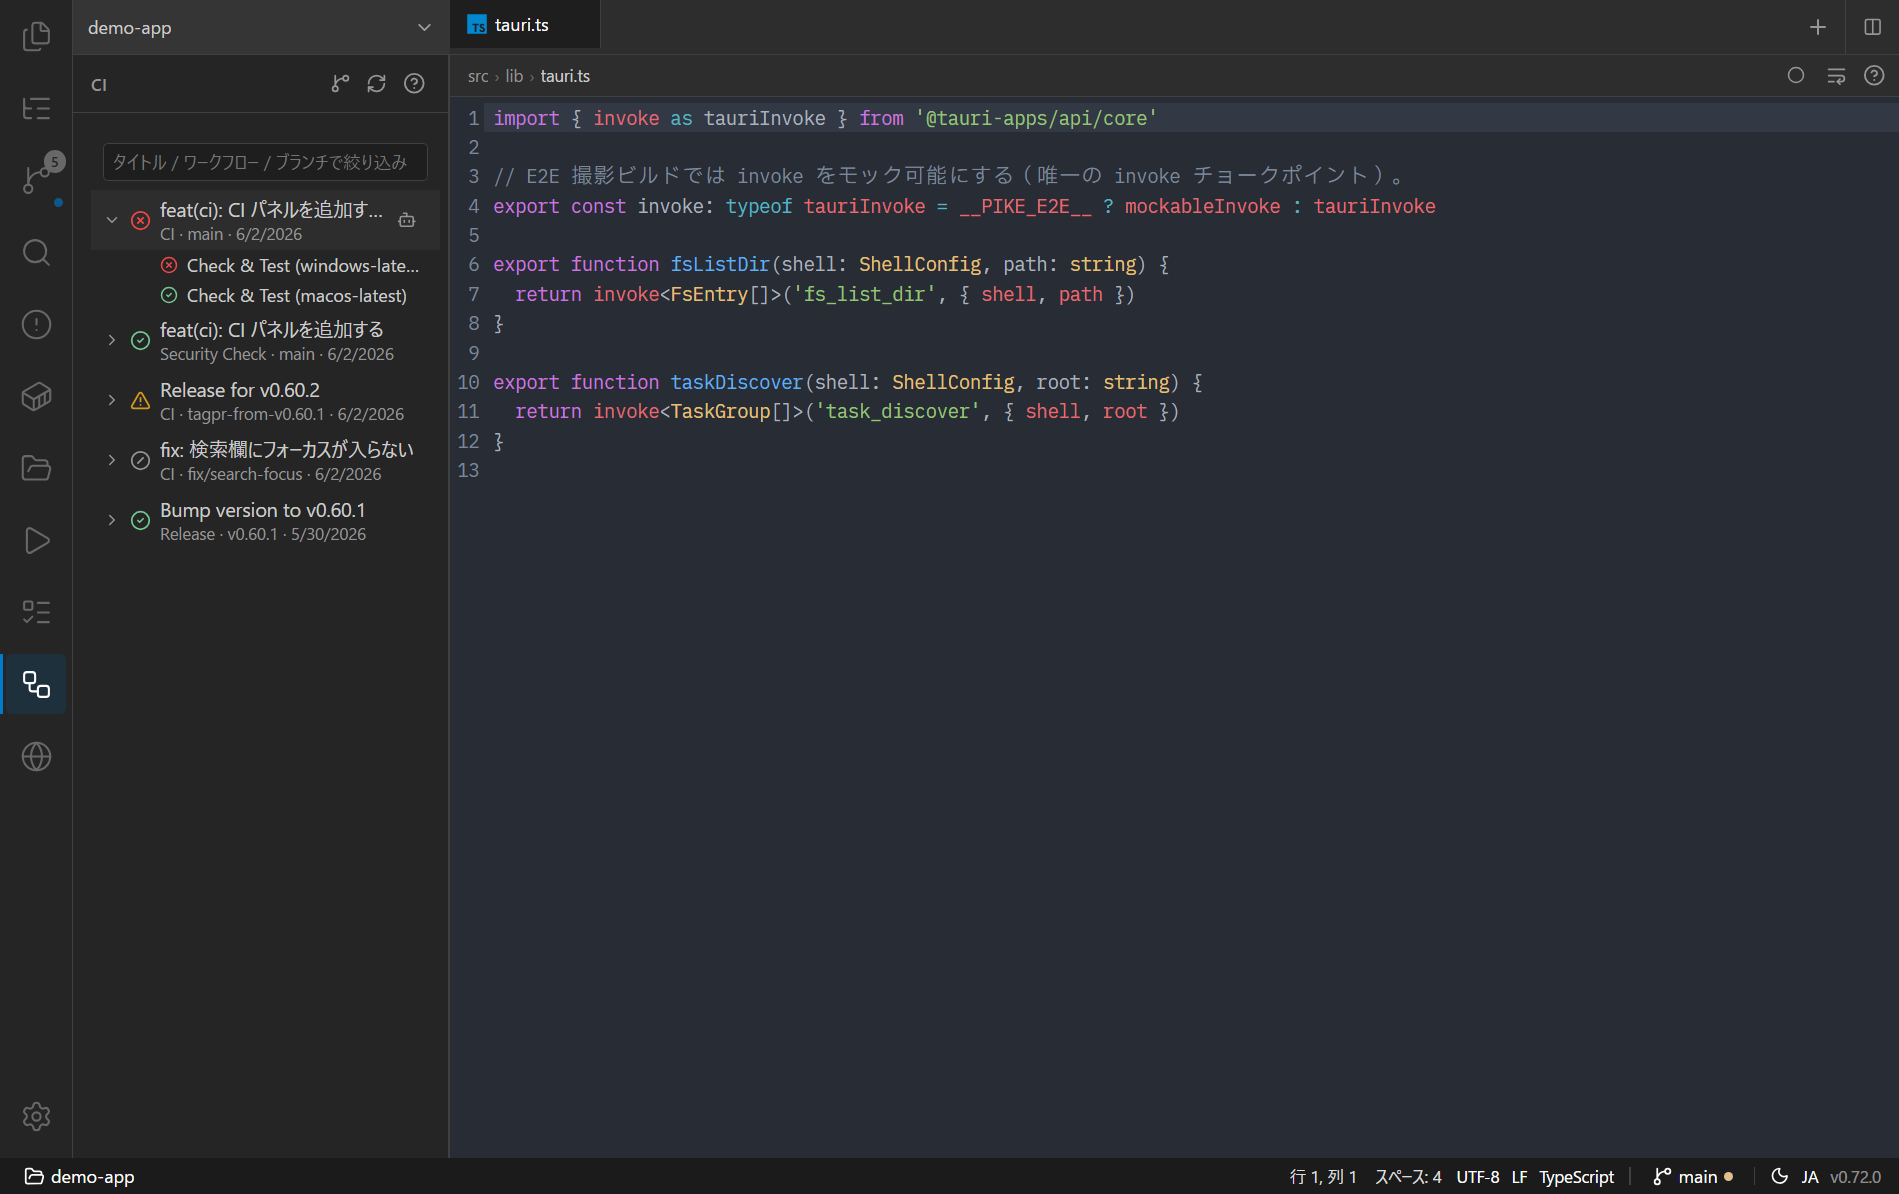 demo-app
tauri.ts
CI
src › lib › tauri.ts
タイトル / ワークフロー / ブランチで絞り込み
5
feat(ci): CI パネルを追加す...
CI · main · 6/2/2026
Check & Test (windows-late...
Check & Test (macos-latest)
feat(ci): CI パネルを追加する
Security Check · main · 6/2/2026
Release for v0.60.2
CI · tagpr-from-v0.60.1 · 6/2/2026
fix: 検索欄にフォーカスが入らない
CI · fix/search-focus · 6/2/2026
Bump version to v0.60.1
Release · v0.60.1 · 5/30/2026
1 import { invoke as tauriInvoke } from '@tauri-apps/api/core'
2
3 // E2E 撮影ビルドでは invoke をモック可能にする（唯一の invoke チョークポイント）。
4 export const invoke: typeof tauriInvoke = __PIKE_E2E__ ? mockableInvoke : tauriInvoke
5
6 export function fsListDir(shell: ShellConfig, path: string) {
7   return invoke<FsEntry[]>('fs_list_dir', { shell, path })
8 }
9
10 export function taskDiscover(shell: ShellConfig, root: string) {
11   return invoke<TaskGroup[]>('task_discover', { shell, root })
12 }
13
demo-app
行 1, 列 1 スペース: 4 UTF-8 LF TypeScript main JA v0.72.0